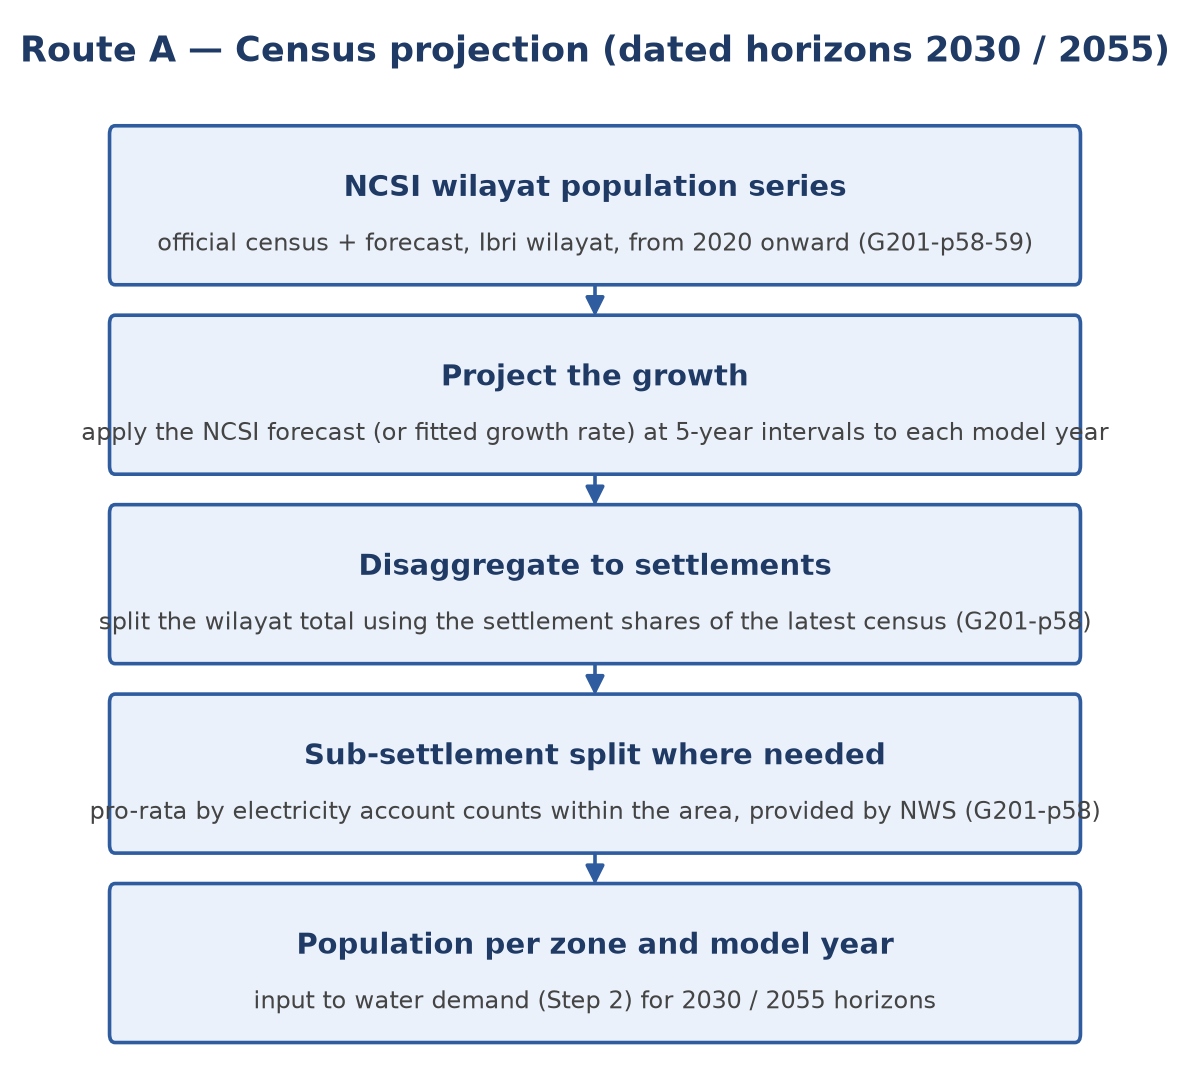 Route A — Census projection (dated horizons 2030 / 2055)
NCSI wilayat population series
official census + forecast, Ibri wilayat, from 2020 onward (G201-p58-59)
Project the growth
apply the NCSI forecast (or fitted growth rate) at 5-year intervals to each model year
Disaggregate to settlements
split the wilayat total using the settlement shares of the latest census (G201-p58)
Sub-settlement split where needed
pro-rata by electricity account counts within the area, provided by NWS (G201-p58)
Population per zone and model year
input to water demand (Step 2) for 2030 / 2055 horizons